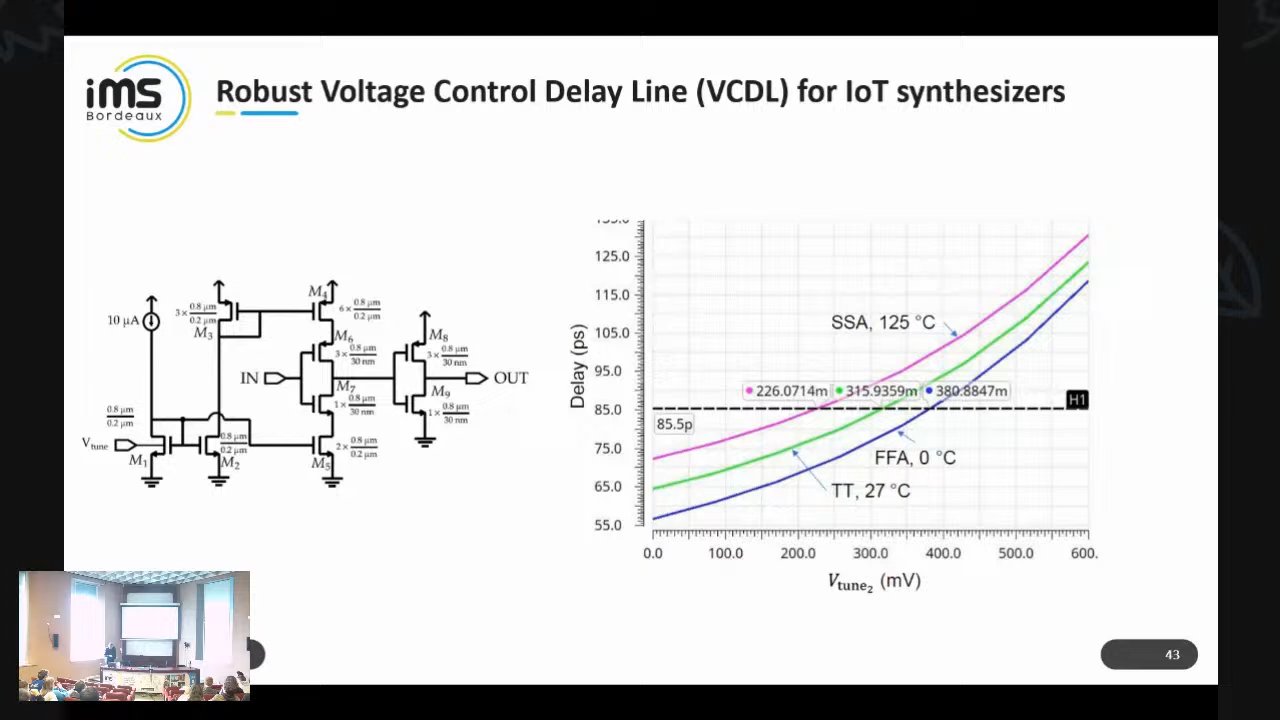 iMS
Bordeaux
Robust Voltage Control Delay Line (VCDL) for IoT synthesizers
10 µA
3 × 0.8 µm / 0.2 µm
M3
M4
6 × 0.8 µm / 0.2 µm
M6
3 × 0.8 µm / 30 nm
IN
M7
1 × 0.8 µm / 30 nm
M8
3 × 0.8 µm / 30 nm
OUT
M9
1 × 0.8 µm / 30 nm
0.8 µm / 0.2 µm
Vtune
M1
0.8 µm / 0.2 µm
M2
2 × 0.8 µm / 0.2 µm
M5
Delay (ps)
125.0
115.0
105.0
95.0
85.0
75.0
65.0
55.0
SSA, 125 °C
226.0714m
315.9359m
380.8847m
H1
85.5p
FFA, 0 °C
TT, 27 °C
0.0 100.0 200.0 300.0 400.0 500.0 600.
Vtune2 (mV)
43